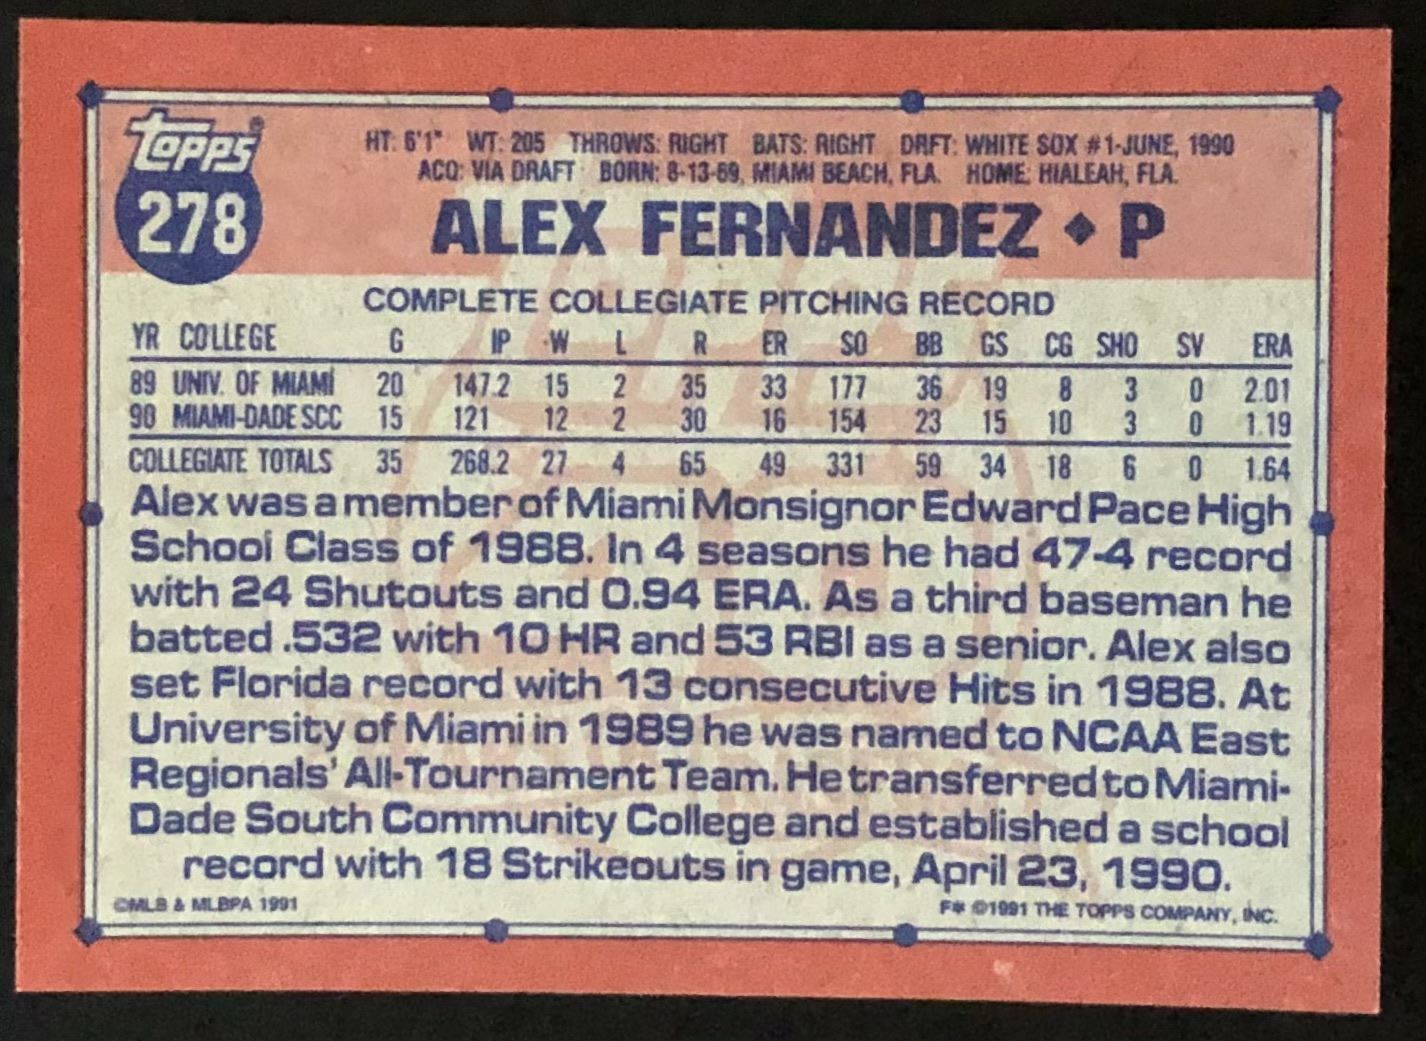 topps®
278
HT: 6'1" WT: 205 THROWS: RIGHT BATS: RIGHT DRFT: WHITE SOX #1-JUNE, 1990
ACQ: VIA DRAFT BORN: 8-13-69, MIAMI BEACH, FLA. HOME: HIALEAH, FLA.
ALEX FERNANDEZ ♦ P
COMPLETE COLLEGIATE PITCHING RECORD
YR COLLEGE G IP W L R ER SO BB GS CG SHO SV ERA
89 UNIV. OF MIAMI 20 147.2 15 2 35 33 177 36 19 8 3 0 2.01
90 MIAMI-DADE SCC 15 121 12 2 30 16 154 23 15 10 3 0 1.19
COLLEGIATE TOTALS 35 268.2 27 4 65 49 331 59 34 18 6 0 1.64
Alex was a member of Miami Monsignor Edward Pace High
School Class of 1988. In 4 seasons he had 47-4 record
with 24 Shutouts and 0.94 ERA. As a third baseman he
batted .532 with 10 HR and 53 RBI as a senior. Alex also
set Florida record with 13 consecutive Hits in 1988. At
University of Miami in 1989 he was named to NCAA East
Regionals' All-Tournament Team. He transferred to Miami-
Dade South Community College and established a school
record with 18 Strikeouts in game, April 23, 1990.
©MLB & MLBPA 1991
F* ©1991 THE TOPPS COMPANY, INC.